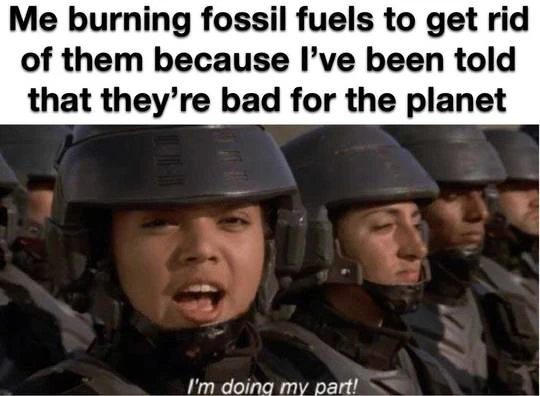 Me burning fossil fuels to get rid
of them because I’ve been told
that they’re bad for the planet
I'm doing my part!